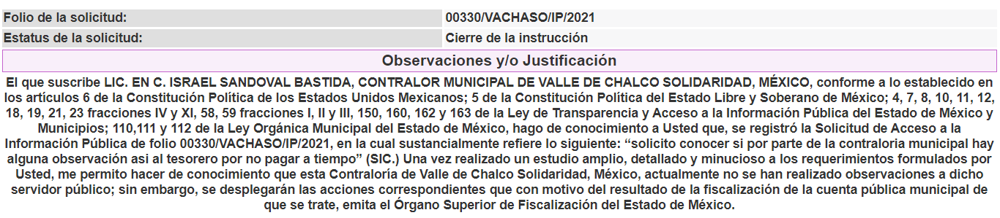 Folio de la solicitud: 00330/VACHASO/IP/2021
Estatus de la solicitud: Cierre de la instrucción
Observaciones y/o Justificación
El que suscribe LIC. EN C. ISRAEL SANDOVAL BASTIDA, CONTRALOR MUNICIPAL DE VALLE DE CHALCO SOLIDARIDAD, MÉXICO, conforme a lo establecido en
los artículos 6 de la Constitución Política de los Estados Unidos Mexicanos; 5 de la Constitución Política del Estado Libre y Soberano de México; 4, 7, 8, 10, 11, 12,
18, 19, 21, 23 fracciones IV y XI, 58, 59 fracciones I, II y III, 150, 160, 162 y 163 de la Ley de Transparencia y Acceso a la Información Pública del Estado de México y
Municipios; 110,111 y 112 de la Ley Orgánica Municipal del Estado de México, hago de conocimiento a Usted que, se registró la Solicitud de Acceso a la
Información Pública de folio 00330/VACHASO/IP/2021, en la cual sustancialmente refiere lo siguiente: “solicito conocer si por parte de la contraloria municipal hay
alguna observación asi al tesorero por no pagar a tiempo” (SIC.) Una vez realizado un estudio amplio, detallado y minucioso a los requerimientos formulados por
Usted, me permito hacer de conocimiento que esta Contraloría de Valle de Chalco Solidaridad, México, actualmente no se han realizado observaciones a dicho
servidor público; sin embargo, se desplegarán las acciones correspondientes que con motivo del resultado de la fiscalización de la cuenta pública municipal de
que se trate, emita el Órgano Superior de Fiscalización del Estado de México.